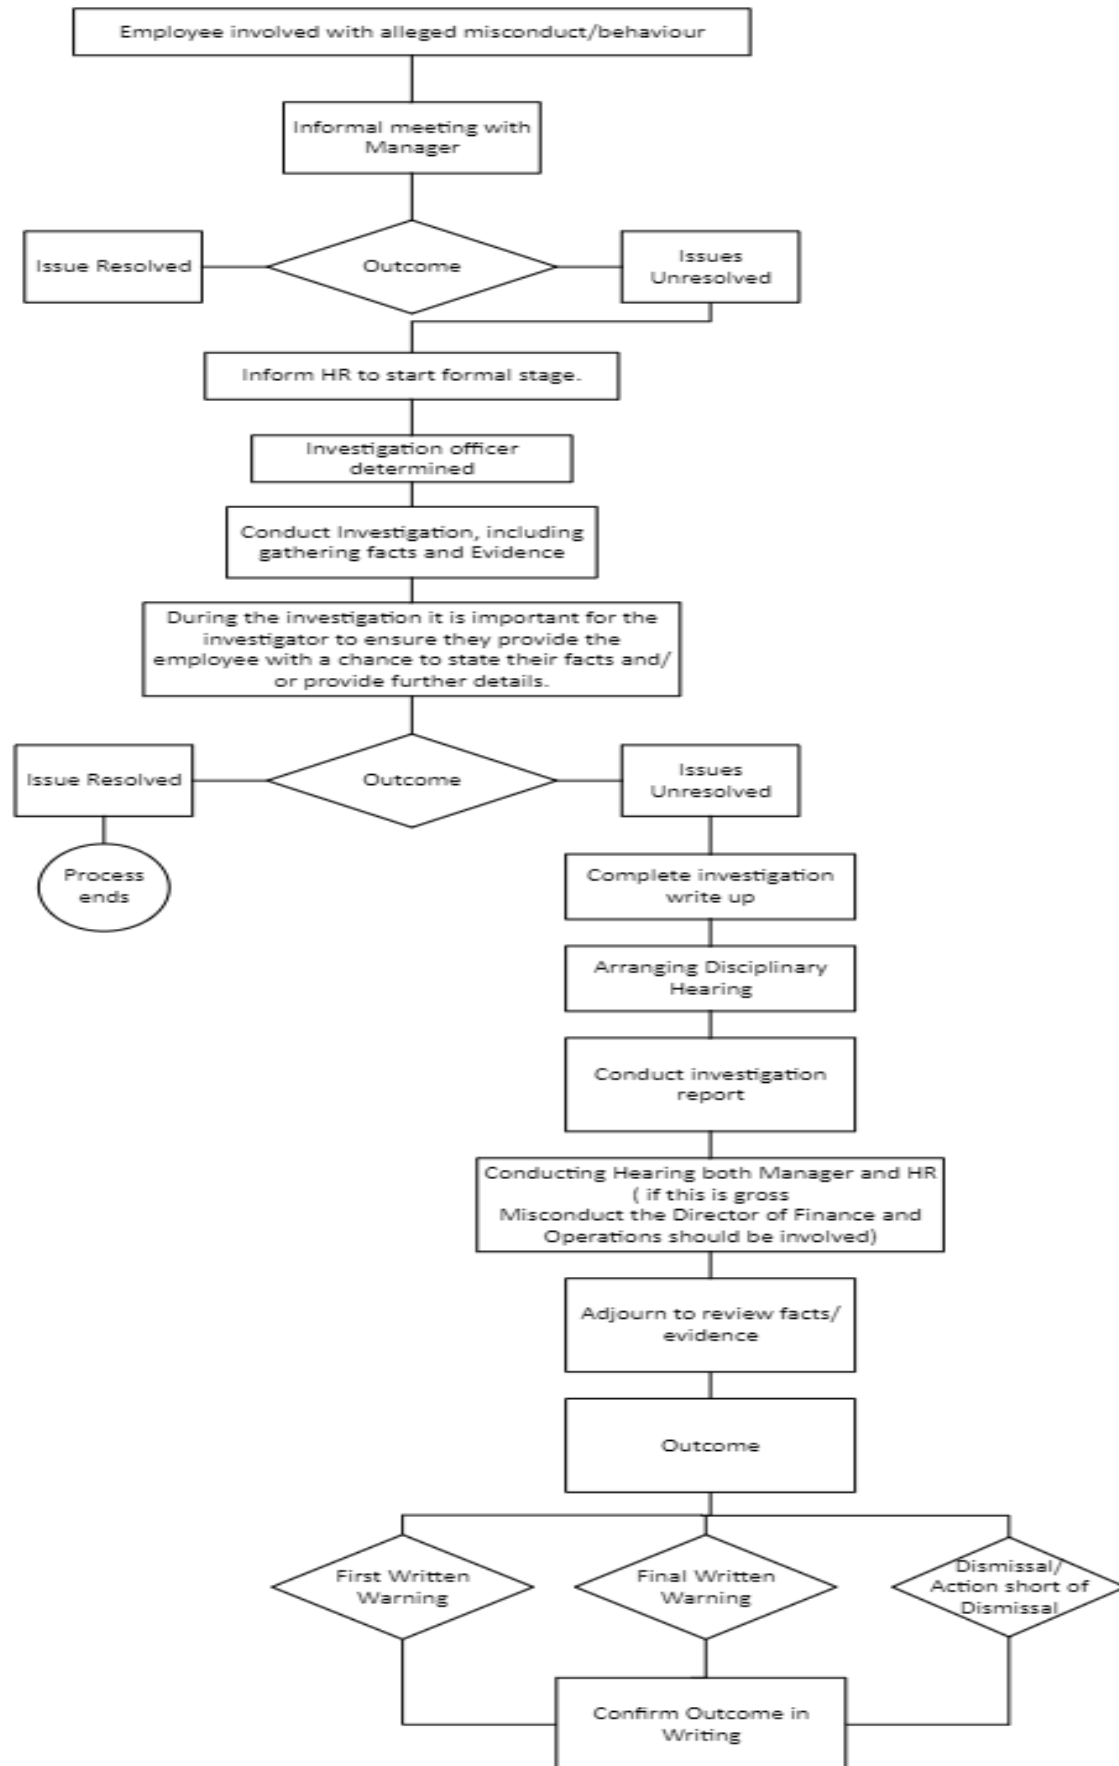 Employee involved with alleged misconduct/behaviour
Informal meeting with
Manager
Issue Resolved
Outcome
Issues
Unresolved
Inform HR to start formal stage.
Investigation officer
determined
Conduct Investigation, including
gathering facts and Evidence
During the investigation it is important for the
investigator to ensure they provide the
employee with a chance to state their facts and/
or provide further details.
Issue Resolved
Outcome
Issues
Unresolved
Process
ends
Complete investigation
write up
Arranging Disciplinary
Hearing
Conduct investigation
report
Conducting Hearing both Manager and HR
( if this is gross
Misconduct the Director of Finance and
Operations should be involved)
Adjourn to review facts/
evidence
Outcome
First Written
Warning
Final Written
Warning
Dismissal/
Action short of
Dismissal
Confirm Outcome in
Writing